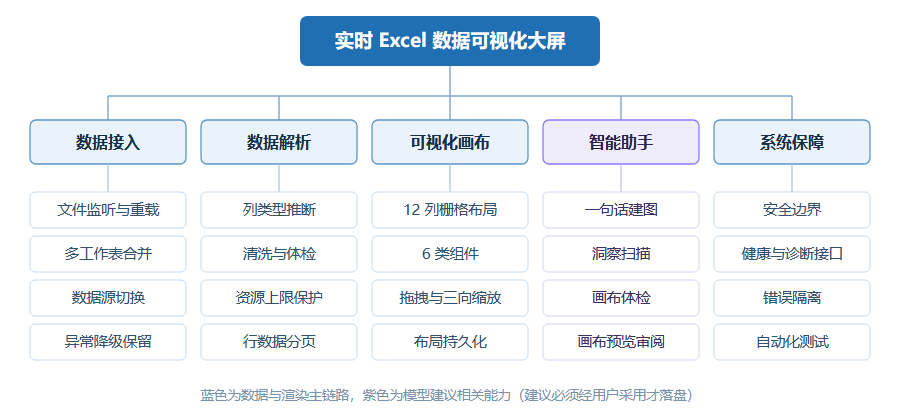 实时 Excel 数据可视化大屏
数据接入
数据解析
可视化画布
智能助手
系统保障
文件监听与重载
列类型推断
12 列栅格布局
一句话建图
安全边界
多工作表合并
清洗与体检
6 类组件
洞察扫描
健康与诊断接口
数据源切换
资源上限保护
拖拽与三向缩放
画布体检
错误隔离
异常降级保留
行数据分页
布局持久化
画布预览审阅
自动化测试
蓝色为数据与渲染主链路，紫色为模型建议相关能力（建议必须经用户采用才落盘）